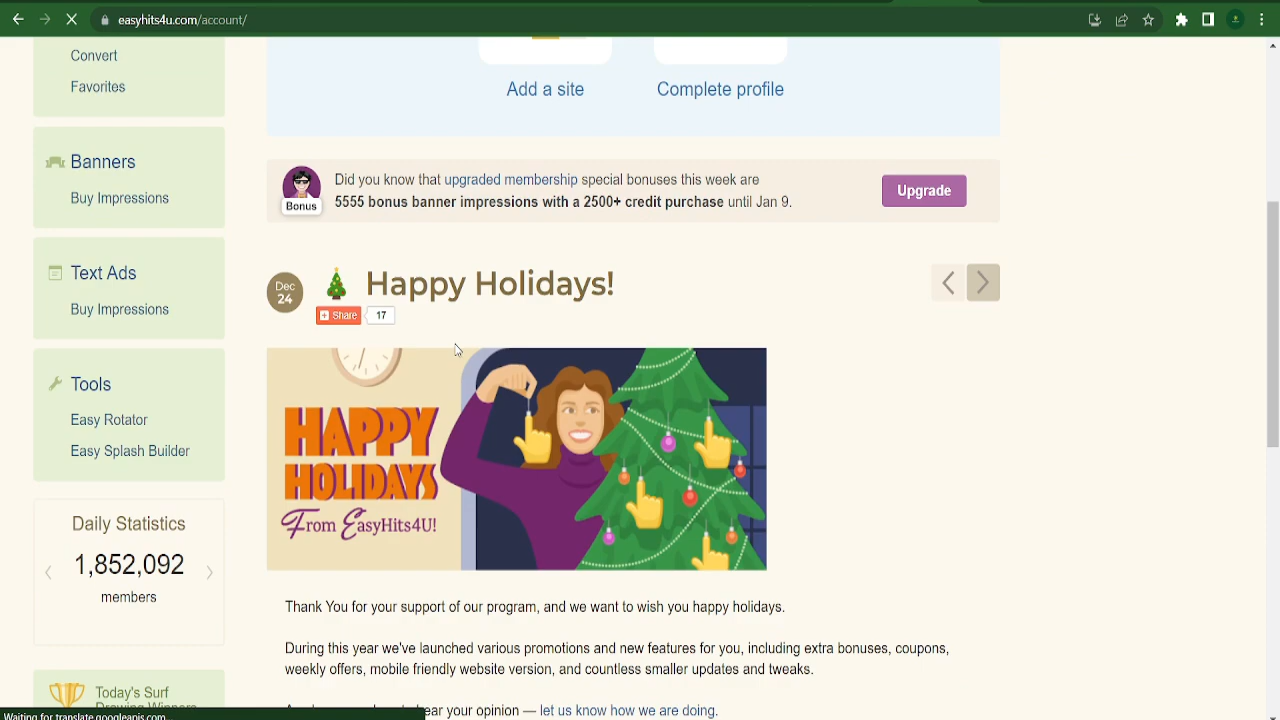 easyhits4u.com/account/
Convert
Favorites
Banners
Buy Impressions
Text Ads
Buy Impressions
Tools
Easy Rotator
Easy Splash Builder
Daily Statistics
1,852,092
members
Today's Surf
Drawing Winners
Add a site
Complete profile
Bonus
Did you know that upgraded membership special bonuses this week are
5555 bonus banner impressions with a 2500+ credit purchase until Jan 9.
Upgrade
Dec
24
Happy Holidays!
Share
17
HAPPY
HOLIDAYS
From EasyHits4U!
Thank You for your support of our program, and we want to wish you happy holidays.
During this year we've launched various promotions and new features for you, including extra bonuses, coupons,
weekly offers, mobile friendly website version, and countless smaller updates and tweaks.
hear your opinion — let us know how we are doing.
Waiting for translate.googleapis.com...